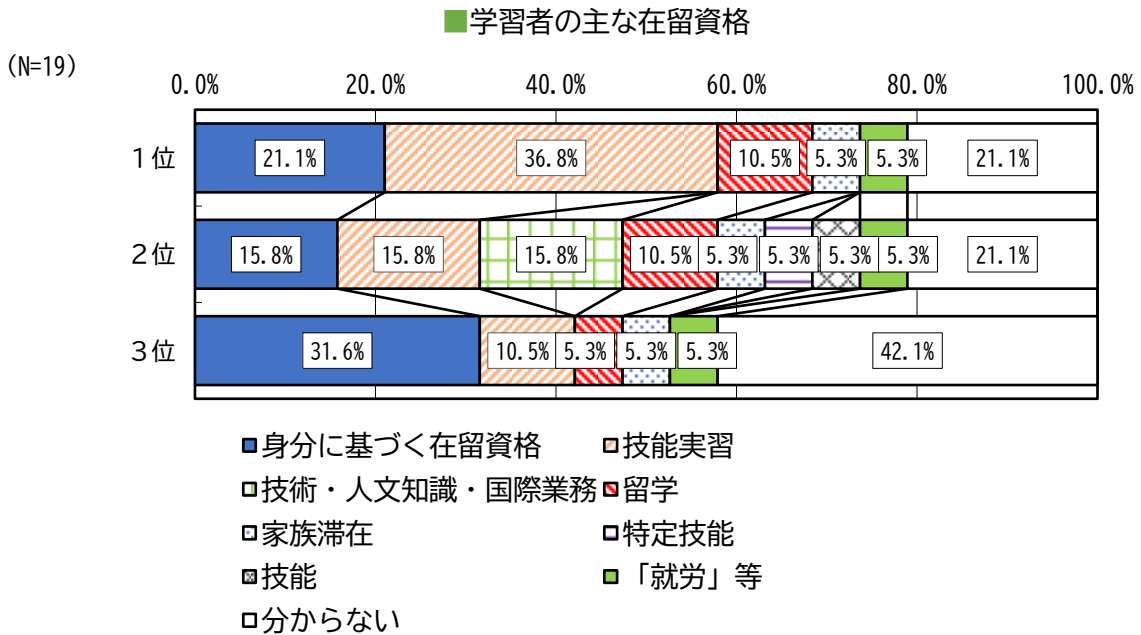 ■学習者の主な在留資格
(N=19)
0.0% 20.0% 40.0% 60.0% 80.0% 100.0%
1位 21.1% 36.8% 10.5% 5.3% 5.3% 21.1%
2位 15.8% 15.8% 15.8% 10.5% 5.3% 5.3% 5.3% 5.3% 21.1%
3位 31.6% 10.5% 5.3% 5.3% 5.3% 42.1%
身分に基づく在留資格 技能実習
技術・人文知識・国際業務 留学
家族滞在 特定技能
技能 「就労」等
分からない